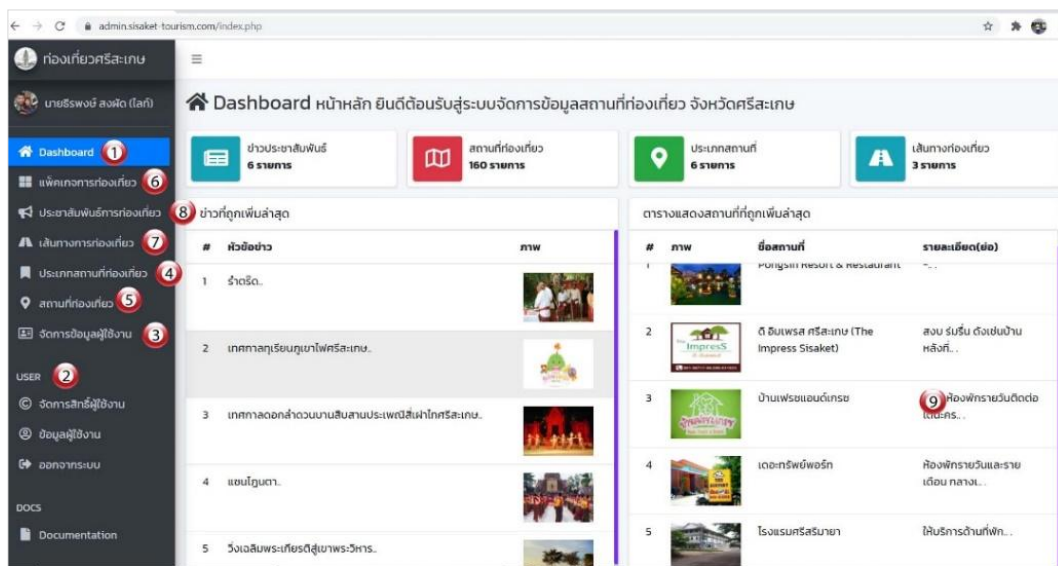 admin.sisaket-tourism.com/index.php
ท่องเที่ยวศรีสะเกษ
นายธีรพงษ์ สงผัด (ไลท์)
Dashboard 1
แพ็คเกจการท่องเที่ยว 6
ประชาสัมพันธ์การท่องเที่ยว 8
เส้นทางการท่องเที่ยว 7
ประเภทสถานที่ท่องเที่ยว 4
สถานที่ท่องเที่ยว 5
จัดการข้อมูลผู้ใช้งาน 3
USER 2
จัดการสิทธิ์ผู้ใช้งาน
ข้อมูลผู้ใช้งาน
ออกจากระบบ
DOCS
Documentation
Dashboard หน้าหลัก ยินดีต้อนรับสู่ระบบจัดการข้อมูลสถานที่ท่องเที่ยว จังหวัดศรีสะเกษ
ข่าวประชาสัมพันธ์
6 รายการ
สถานที่ท่องเที่ยว
160 รายการ
ประเภทสถานที่
6 รายการ
เส้นทางท่องเที่ยว
3 รายการ
ข่าวที่ถูกเพิ่มล่าสุด
# หัวข้อข่าว ภาพ
1 รำตริด..
2 เทศกาลทุเรียนภูเขาไฟศรีสะเกษ..
3 เทศกาลดอกลำดวนบานสืบสานประเพณีสี่เผ่าไทศรีสะเกษ..
4 แซนโฎนตา..
5 วิ่งเฉลิมพระเกียรติสู่เขาพระวิหาร..
ตารางแสดงสถานที่ที่ถูกเพิ่มล่าสุด
# ภาพ ชื่อสถานที่ รายละเอียด(ย่อ)
1 Pongsin Resort & Restaurant -...
2 ดิ อิมเพรส ศรีสะเกษ (The สงบ ร่มรื่น ดังเช่นบ้าน
Impress Sisaket) หลังที่...
The ImpresS
3 บ้านเฟรชแอนด์เกรซ 9 ห้องพักรายวันติดต่อ
ได้นะคร...
4 เดอะทรัพย์พอร์ท ห้องพักรายวันและราย
เดือน กลางเ...
5 โรงแรมศรีสริมายา ให้บริการด้านที่พัก...